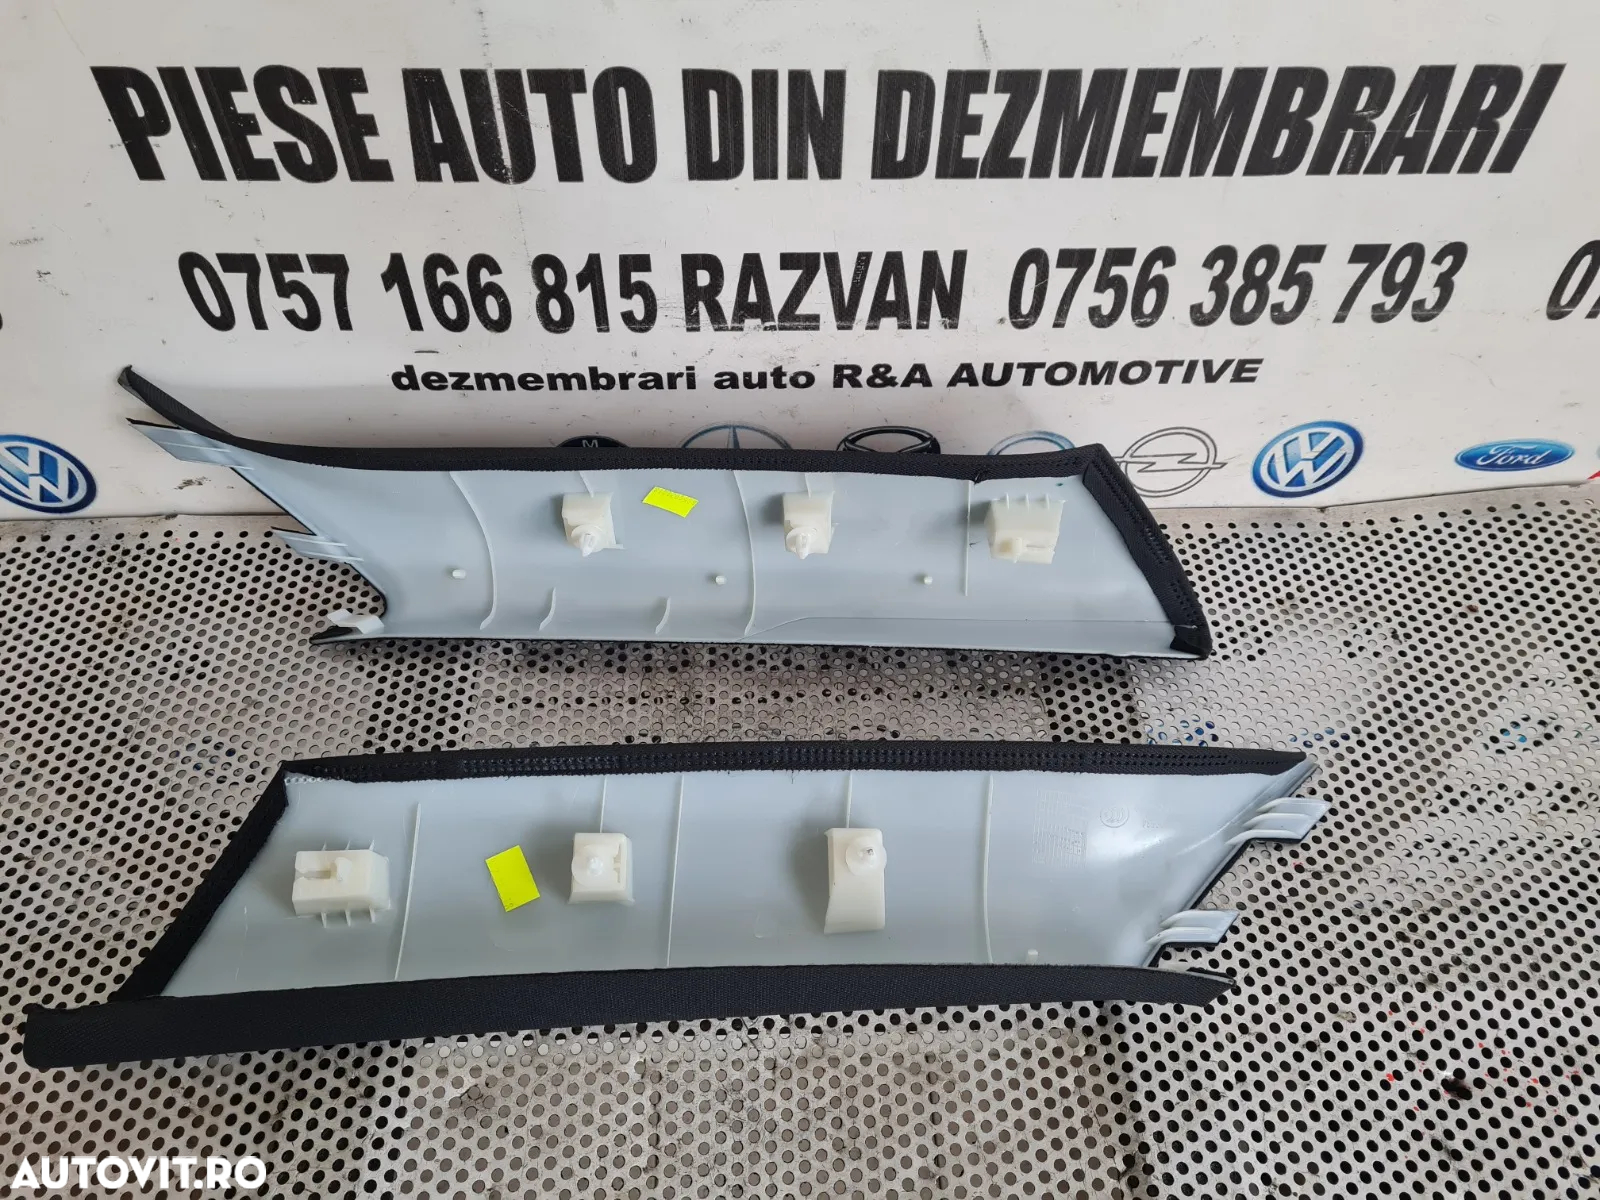 PIESE AUTO DIN DEZMEMBRARI
0757 166 815 RAZVAN 0756 385 793
dezmembrari auto R&A AUTOMOTIVE
Ford
AUTOVIT.RO